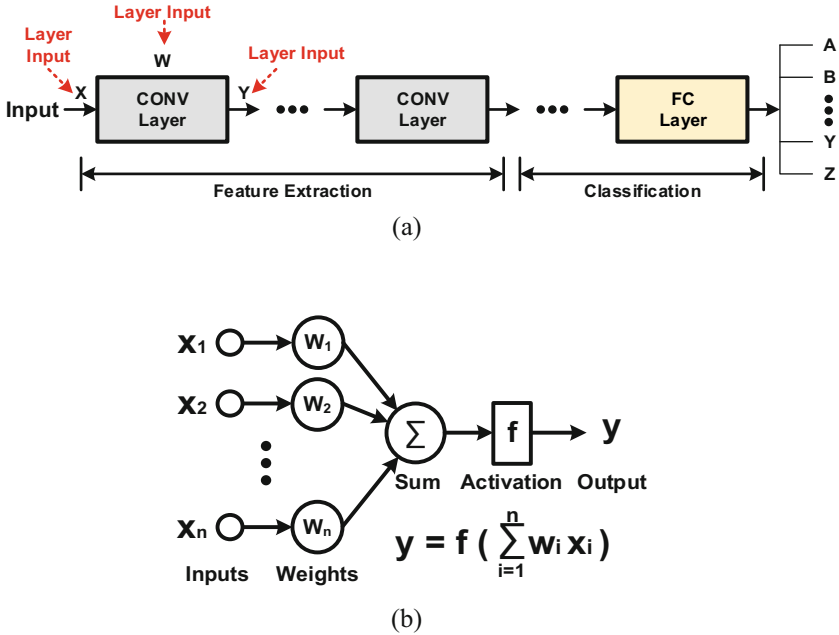 Layer Input
Layer
Input
Layer Input
W
X
Y
Input
CONV
Layer
•••
CONV
Layer
•••
FC
Layer
A
B
Y
Z
Feature Extraction
Classification
(a)
x1
w1
x2
w2
∑
f
y
Sum
Activation
Output
xn
wn
y = f ( n∑i=1 wi xi )
Inputs
Weights
(b)